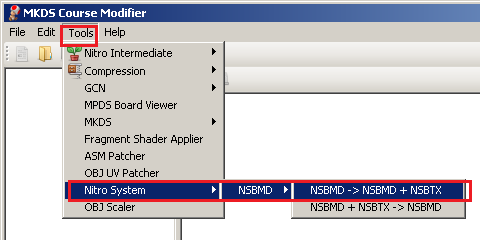 MKDS Course Modifier
File Edit Tools Help
Nitro Intermediate
Compression
GCN
MPDS Board Viewer
MKDS
Fragment Shader Applier
ASM Patcher
OBJ UV Patcher
Nitro System NSBMD NSBMD -> NSBMD + NSBTX
OBJ Scaler NSBMD + NSBTX -> NSBMD